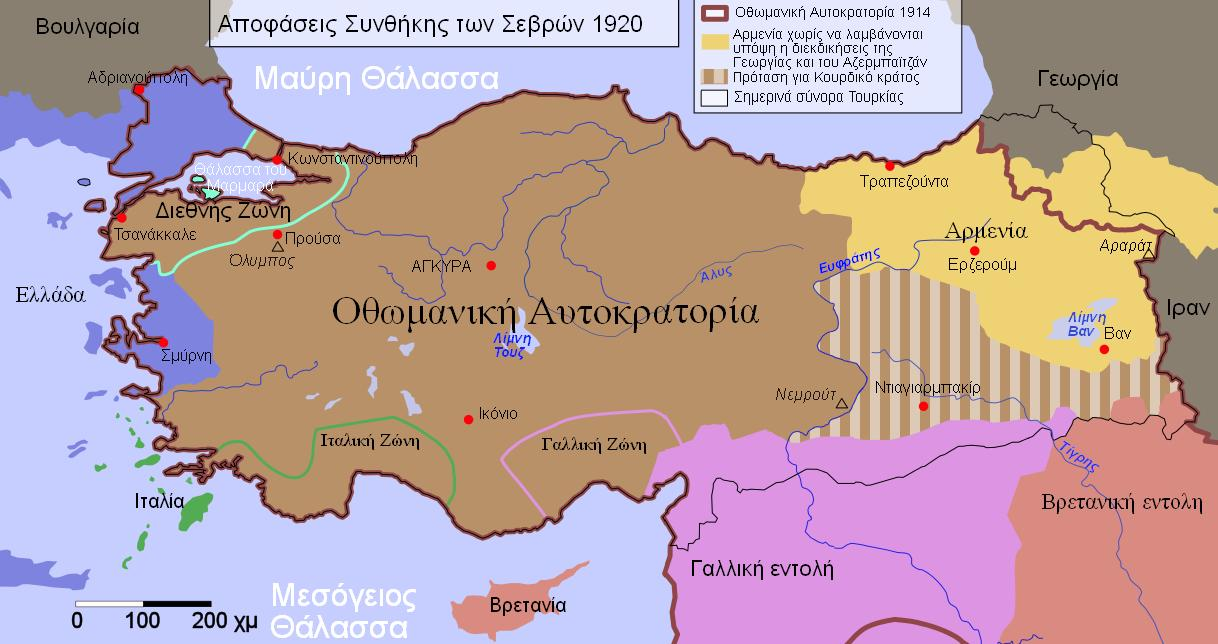 Αποφάσεις Συνθήκης των Σεβρών 1920
Οθωμανική Αυτοκρατορία 1914
Αρμενία χωρίς να λαμβάνονται
υπόψη η διεκδικήσεις της
Γεωργίας και του Αζερμπαϊτζάν
Πρόταση για Κουρδικό κράτος
Σημερινά σύνορα Τουρκίας
Βουλγαρία
Αδριανούπολη
Μαύρη Θάλασσα
Γεωργία
Κωνσταντινούπολη
Θάλασσα του
Μαρμαρά
Τραπεζούντα
Διεθνής Ζώνη
Τσανάκκαλε
Προύσα
Όλυμπος
Αρμενία
Ερζερούμ
Αραράτ
ΑΓΚΥΡΑ
Άλυς
Ευφράτης
Ελλάδα
Οθωμανική Αυτοκρατορία
Ιραν
Λίμνη
Βαν
Βαν
Λίμνη
Τους
Σμύρνη
Νεμρούτ
Ντιαγιαρμπακίρ
Ικόνιο
Ιταλική Ζώνη
Γαλλική Ζώνη
Τίγρης
Ιταλία
Βρετανική εντολη
Γαλλική εντολή
Μεσόγειος
Θάλασσα
Βρετανία
0 100 200 χμ